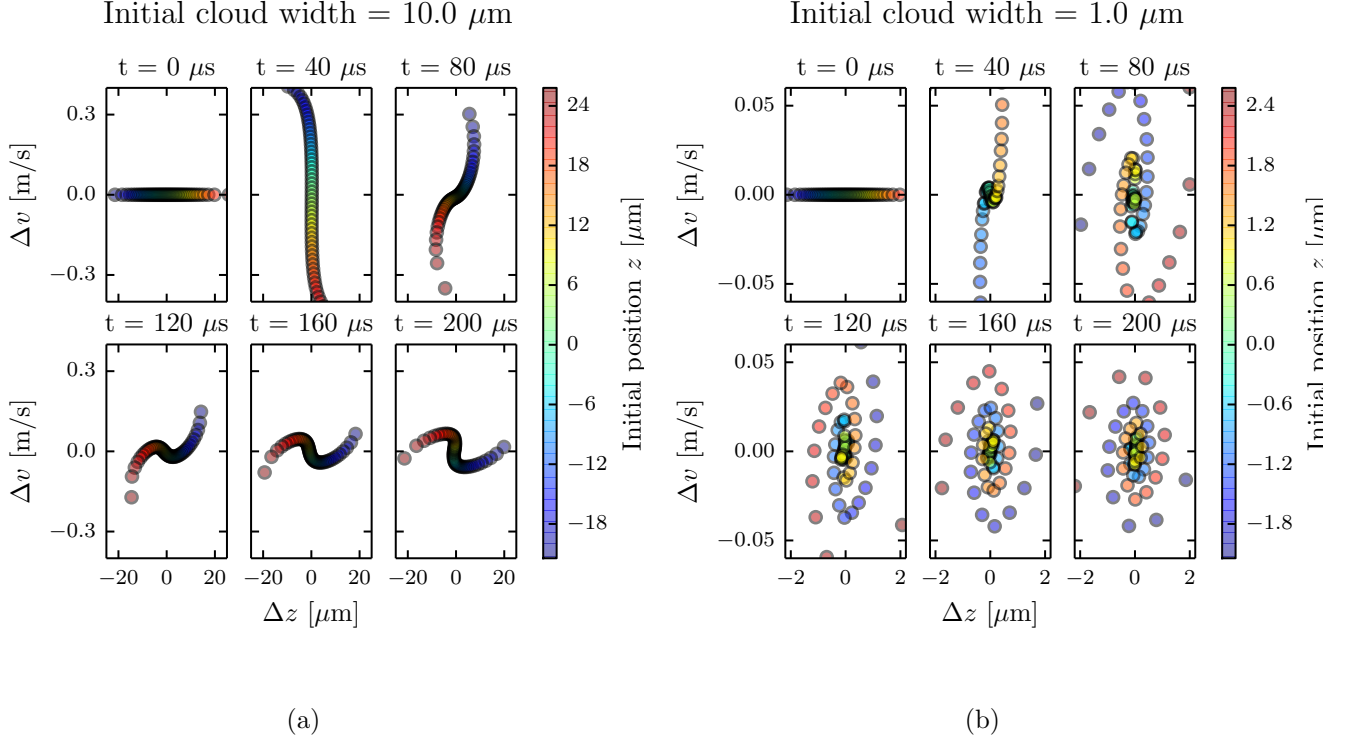 Initial cloud width = 10.0 μm
t = 0 μs
t = 40 μs
t = 80 μs
0.3
0.0
−0.3
Δv [m/s]
t = 120 μs
t = 160 μs
t = 200 μs
0.3
0.0
−0.3
Δv [m/s]
−20 0 20
−20 0 20
−20 0 20
Δz [μm]
24
18
12
6
0
−6
−12
−18
Initial position z [μm]
(a)
Initial cloud width = 1.0 μm
t = 0 μs
t = 40 μs
t = 80 μs
0.05
0.00
−0.05
Δv [m/s]
t = 120 μs
t = 160 μs
t = 200 μs
0.05
0.00
−0.05
Δv [m/s]
−2 0 2
−2 0 2
−2 0 2
Δz [μm]
2.4
1.8
1.2
0.6
0.0
−0.6
−1.2
−1.8
Initial position z [μm]
(b)